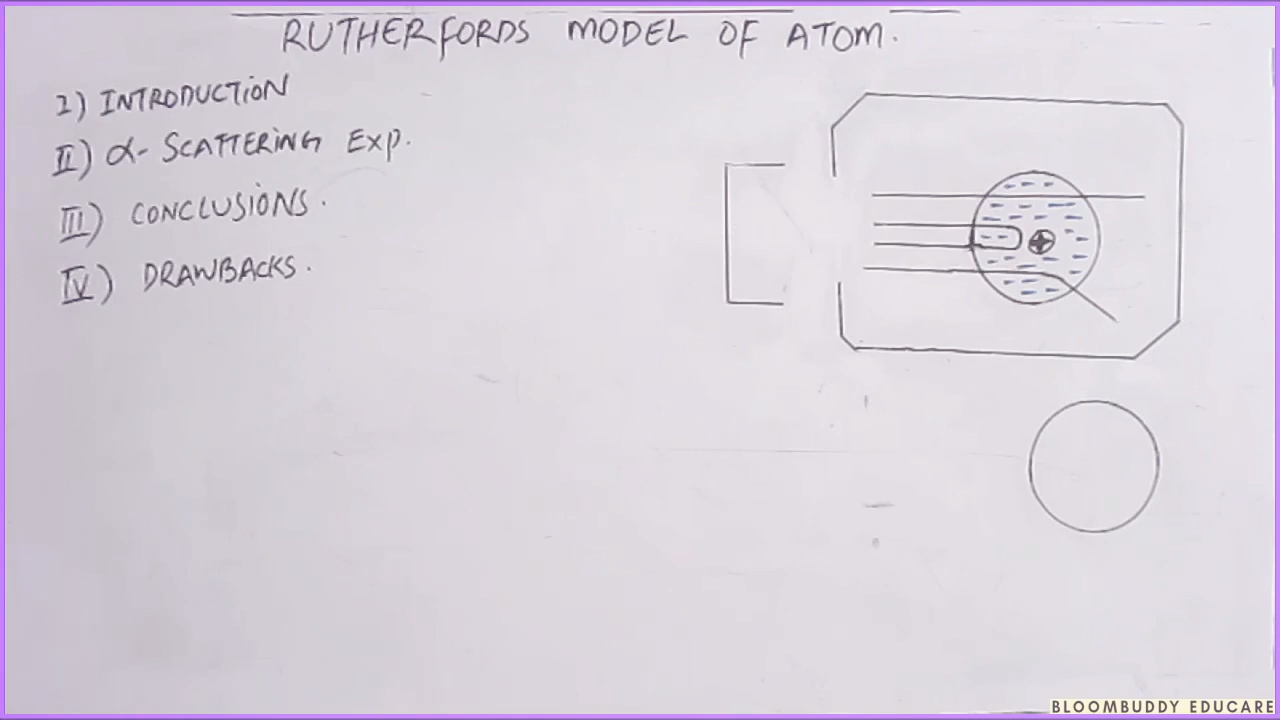 RUTHERFORDS MODEL OF ATOM.
I) INTRODUCTION
II) α- SCATTERING EXP.
III) CONCLUSIONS.
IV) DRAWBACKS.
BLOOMBUDDY EDUCARE